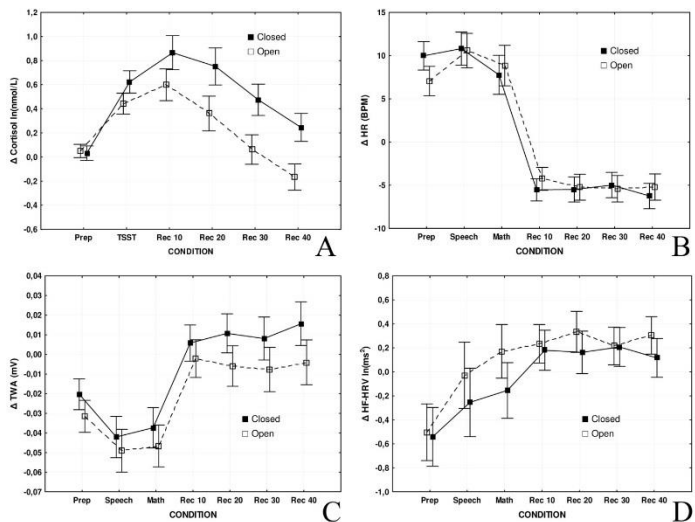 Δ Cortisol ln(nmol/L)
1,2
1,0
0,8
0,6
0,4
0,2
0,0
-0,2
-0,4
-0,6
Closed
Open
Prep TSST Rec 10 Rec 20 Rec 30 Rec 40
CONDITION
A
Δ HR (BPM)
15
10
5
0
-5
-10
Closed
Open
Prep Speech Math Rec 10 Rec 20 Rec 30 Rec 40
CONDITION
B
Δ TWA (mV)
0,04
0,03
0,02
0,01
0,00
-0,01
-0,02
-0,03
-0,04
-0,05
-0,06
-0,07
Closed
Open
Prep Speech Math Rec 10 Rec 20 Rec 30 Rec 40
CONDITION
C
Δ HF-HRV ln(ms²)
0,8
0,6
0,4
0,2
0,0
-0,2
-0,4
-0,6
-0,8
-1,0
Closed
Open
Prep Speech Math Rec 10 Rec 20 Rec 30 Rec 40
CONDITION
D